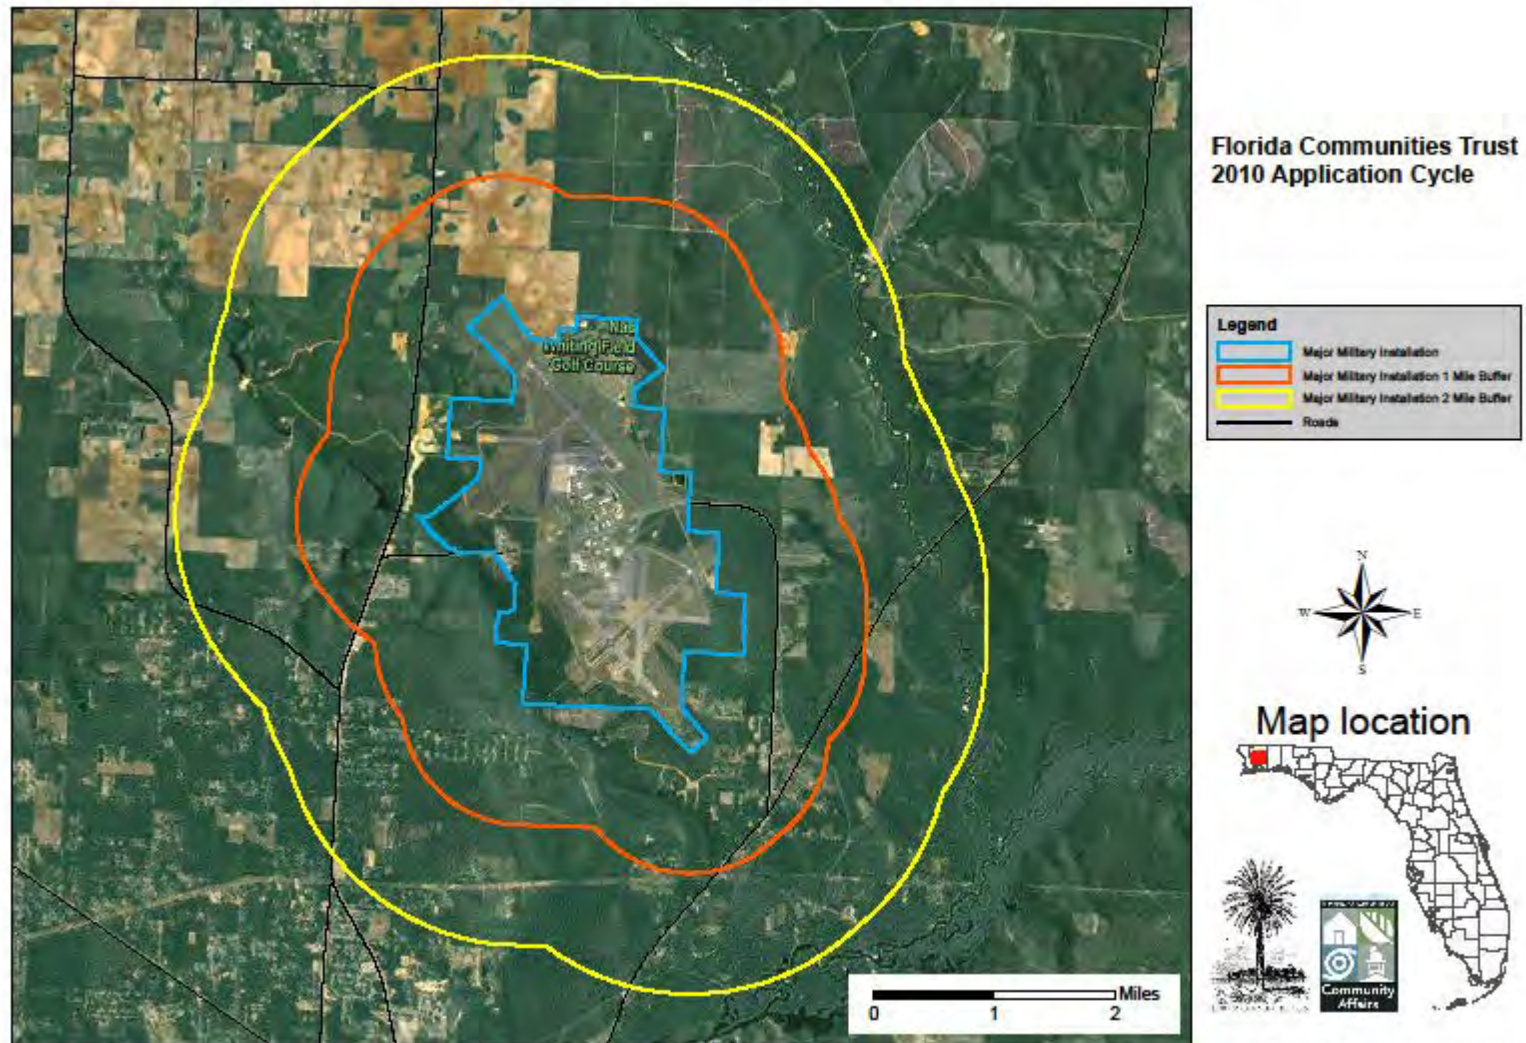 Florida Communities Trust
2010 Application Cycle
Nas
Whiting Field
Golf Course
Legend
Major Military Installation
Major Military Installation 1 Mile Buffer
Major Military Installation 2 Mile Buffer
Roads
N
W
E
S
Map location
Community
Affairs
Miles
0
1
2